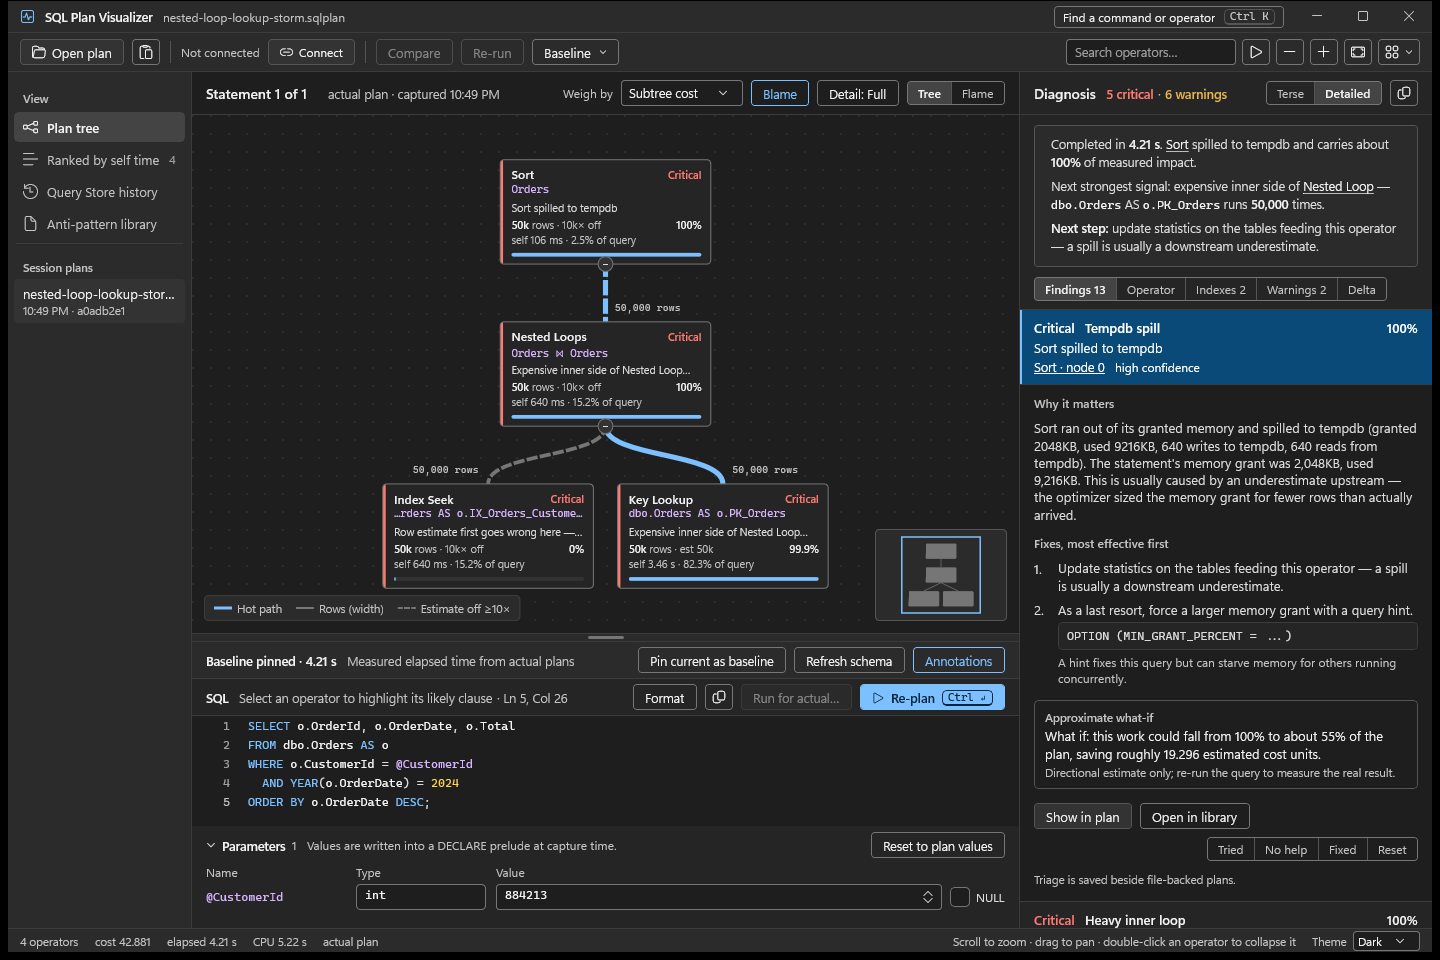 SQL Plan Visualizer nested-loop-lookup-storm.sqlplan
Find a command or operator Ctrl K
Open plan
Not connected
Connect
Compare
Re-run
Baseline
Search operators...
View
Plan tree
Ranked by self time 4
Query Store history
Anti-pattern library
Session plans
nested-loop-lookup-stor...
10:49 PM · a0adb2e1
Statement 1 of 1 actual plan · captured 10:49 PM
Weigh by Subtree cost
Blame
Detail: Full
Tree Flame
Sort Critical
Orders
Sort spilled to tempdb
50k rows · 10k× off 100%
self 106 ms · 2.5% of query
50,000 rows
Nested Loops Critical
Orders ⋈ Orders
Expensive inner side of Nested Loop...
50k rows · 10k× off 100%
self 640 ms · 15.2% of query
50,000 rows
50,000 rows
Index Seek Critical
…rders AS o.IX_Orders_Custome…
Row estimate first goes wrong here —...
50k rows · 10k× off 0%
self 640 ms · 15.2% of query
Key Lookup Critical
dbo.Orders AS o.PK_Orders
Expensive inner side of Nested Loop...
50k rows · est 50k 99.9%
self 3.46 s · 82.3% of query
Hot path Rows (width) Estimate off ≥10×
Baseline pinned · 4.21 s Measured elapsed time from actual plans
Pin current as baseline
Refresh schema
Annotations
SQL Select an operator to highlight its likely clause · Ln 5, Col 26
Format
Run for actual...
Re-plan Ctrl ↲
1 SELECT o.OrderId, o.OrderDate, o.Total
2 FROM dbo.Orders AS o
3 WHERE o.CustomerId = @CustomerId
4 AND YEAR(o.OrderDate) = 2024
5 ORDER BY o.OrderDate DESC;
Parameters 1 Values are written into a DECLARE prelude at capture time.
Reset to plan values
Name Type Value
@CustomerId int 884213 NULL
Diagnosis 5 critical · 6 warnings
Terse Detailed
Completed in 4.21 s. Sort spilled to tempdb and carries about
100% of measured impact.
Next strongest signal: expensive inner side of Nested Loop —
dbo.Orders AS o.PK_Orders runs 50,000 times.
Next step: update statistics on the tables feeding this operator
— a spill is usually a downstream underestimate.
Findings 13 Operator Indexes 2 Warnings 2 Delta
Critical Tempdb spill 100%
Sort spilled to tempdb
Sort · node 0 high confidence
Why it matters
Sort ran out of its granted memory and spilled to tempdb (granted
2048KB, used 9216KB, 640 writes to tempdb, 640 reads from
tempdb). The statement's memory grant was 2,048KB, used
9,216KB. This is usually caused by an underestimate upstream —
the optimizer sized the memory grant for fewer rows than actually
arrived.
Fixes, most effective first
1. Update statistics on the tables feeding this operator — a spill
is usually a downstream underestimate.
2. As a last resort, force a larger memory grant with a query hint.
OPTION (MIN_GRANT_PERCENT = ...)
A hint fixes this query but can starve memory for others running
concurrently.
Approximate what-if
What if: this work could fall from 100% to about 55% of the
plan, saving roughly 19.296 estimated cost units.
Directional estimate only; re-run the query to measure the real result.
Show in plan
Open in library
Tried No help Fixed Reset
Triage is saved beside file-backed plans.
Critical Heavy inner loop 100%
4 operators cost 42.881 elapsed 4.21 s CPU 5.22 s actual plan
Scroll to zoom · drag to pan · double-click an operator to collapse it
Theme Dark